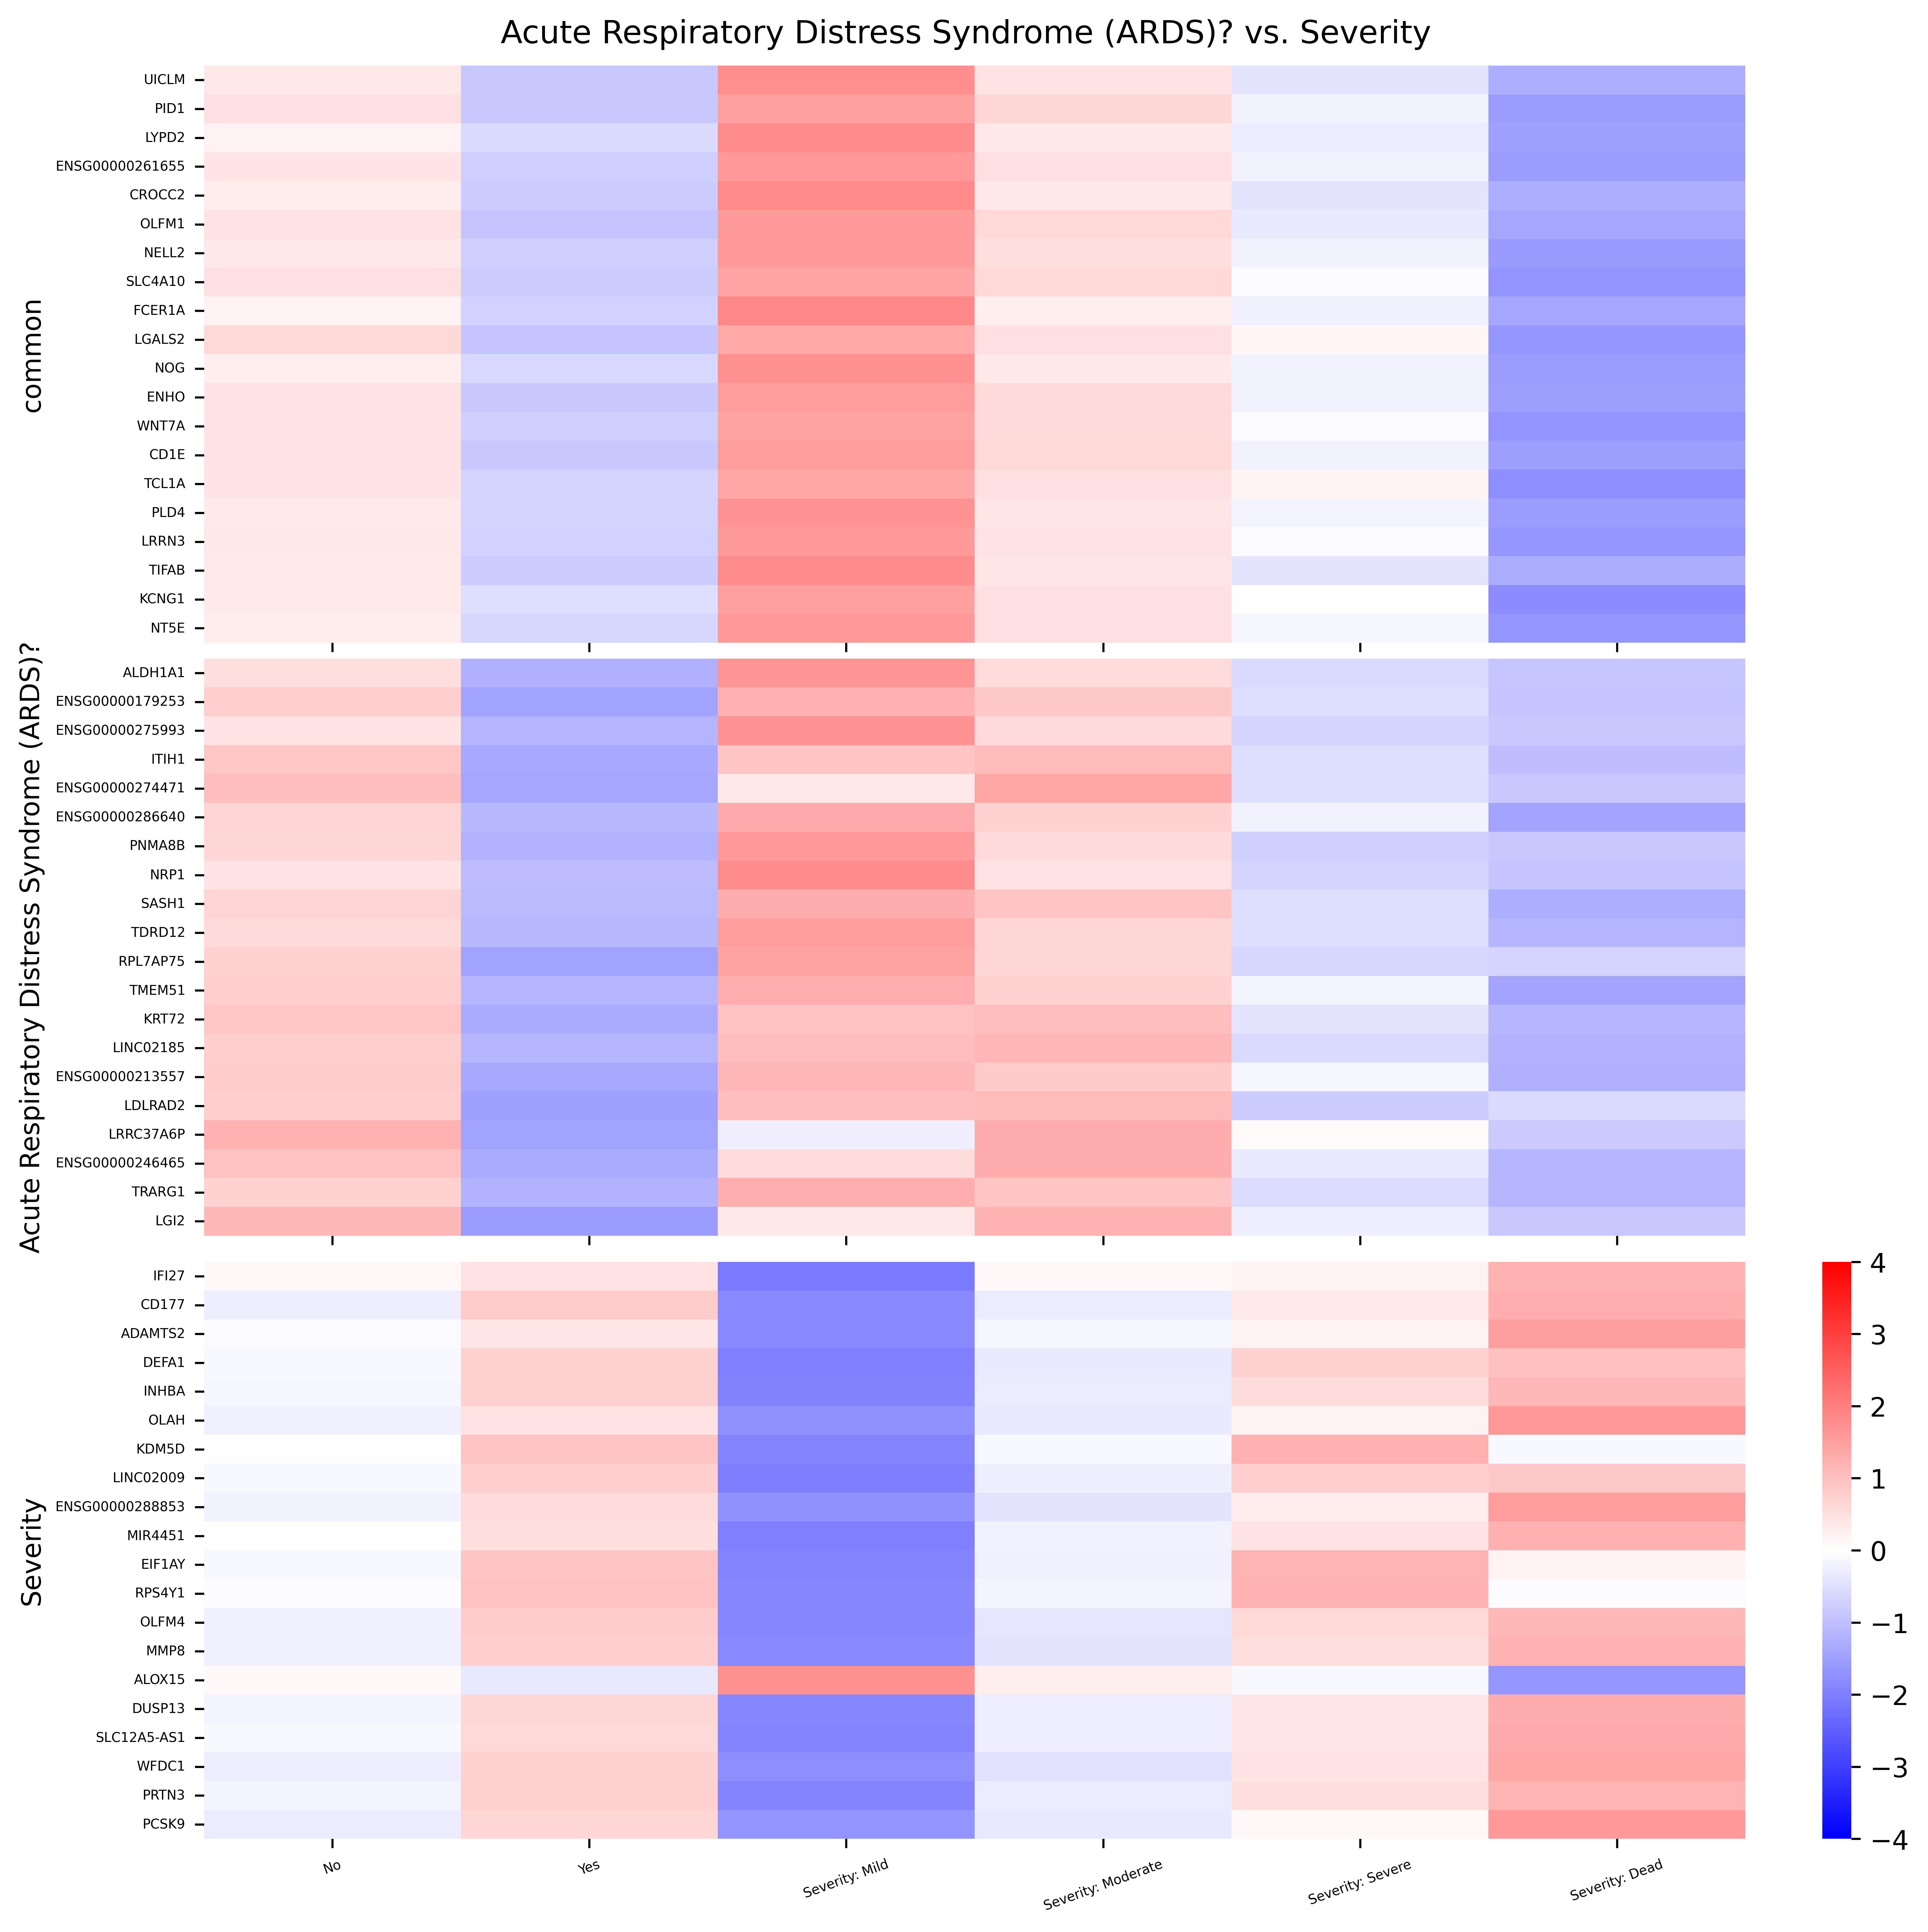 Acute Respiratory Distress Syndrome (ARDS)? vs. Severity
common
UICLM
PID1
LYPD2
ENSG00000261655
CROCC2
OLFM1
NELL2
SLC4A10
FCER1A
LGALS2
NOG
ENHO
WNT7A
CD1E
TCL1A
PLD4
LRRN3
TIFAB
KCNG1
NT5E
Acute Respiratory Distress Syndrome (ARDS)?
ALDH1A1
ENSG00000179253
ENSG00000275993
ITIH1
ENSG00000274471
ENSG00000286640
PNMA8B
NRP1
SASH1
TDRD12
RPL7AP75
TMEM51
KRT72
LINC02185
ENSG00000213557
LDLRAD2
LRRC37A6P
ENSG00000246465
TRARG1
LGI2
Severity
IFI27
CD177
ADAMTS2
DEFA1
INHBA
OLAH
KDM5D
LINC02009
ENSG00000288853
MIR4451
EIF1AY
RPS4Y1
OLFM4
MMP8
ALOX15
DUSP13
SLC12A5-AS1
WFDC1
PRTN3
PCSK9
No
Yes
Severity: Mild
Severity: Moderate
Severity: Severe
Severity: Dead
4
3
2
1
0
−1
−2
−3
−4